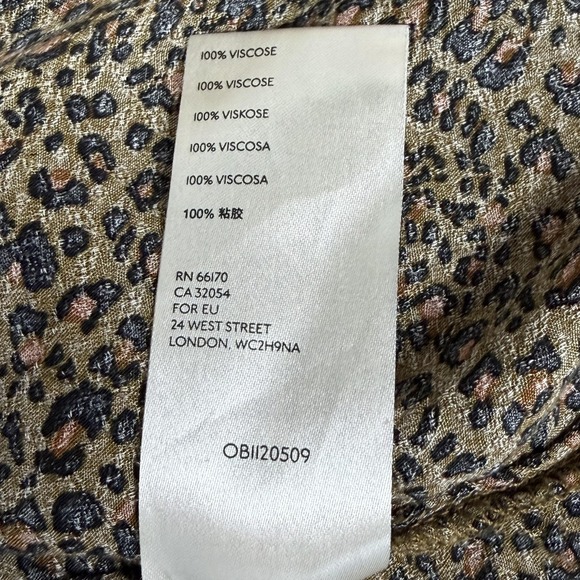 100% VISCOSE
100% VISCOSE
100% VISKOSE
100% VISCOSA
100% VISCOSA
100% 粘胶
RN 66170
CA 32054
FOR EU
24 WEST STREET
LONDON, WC2H9NA
OB1120509